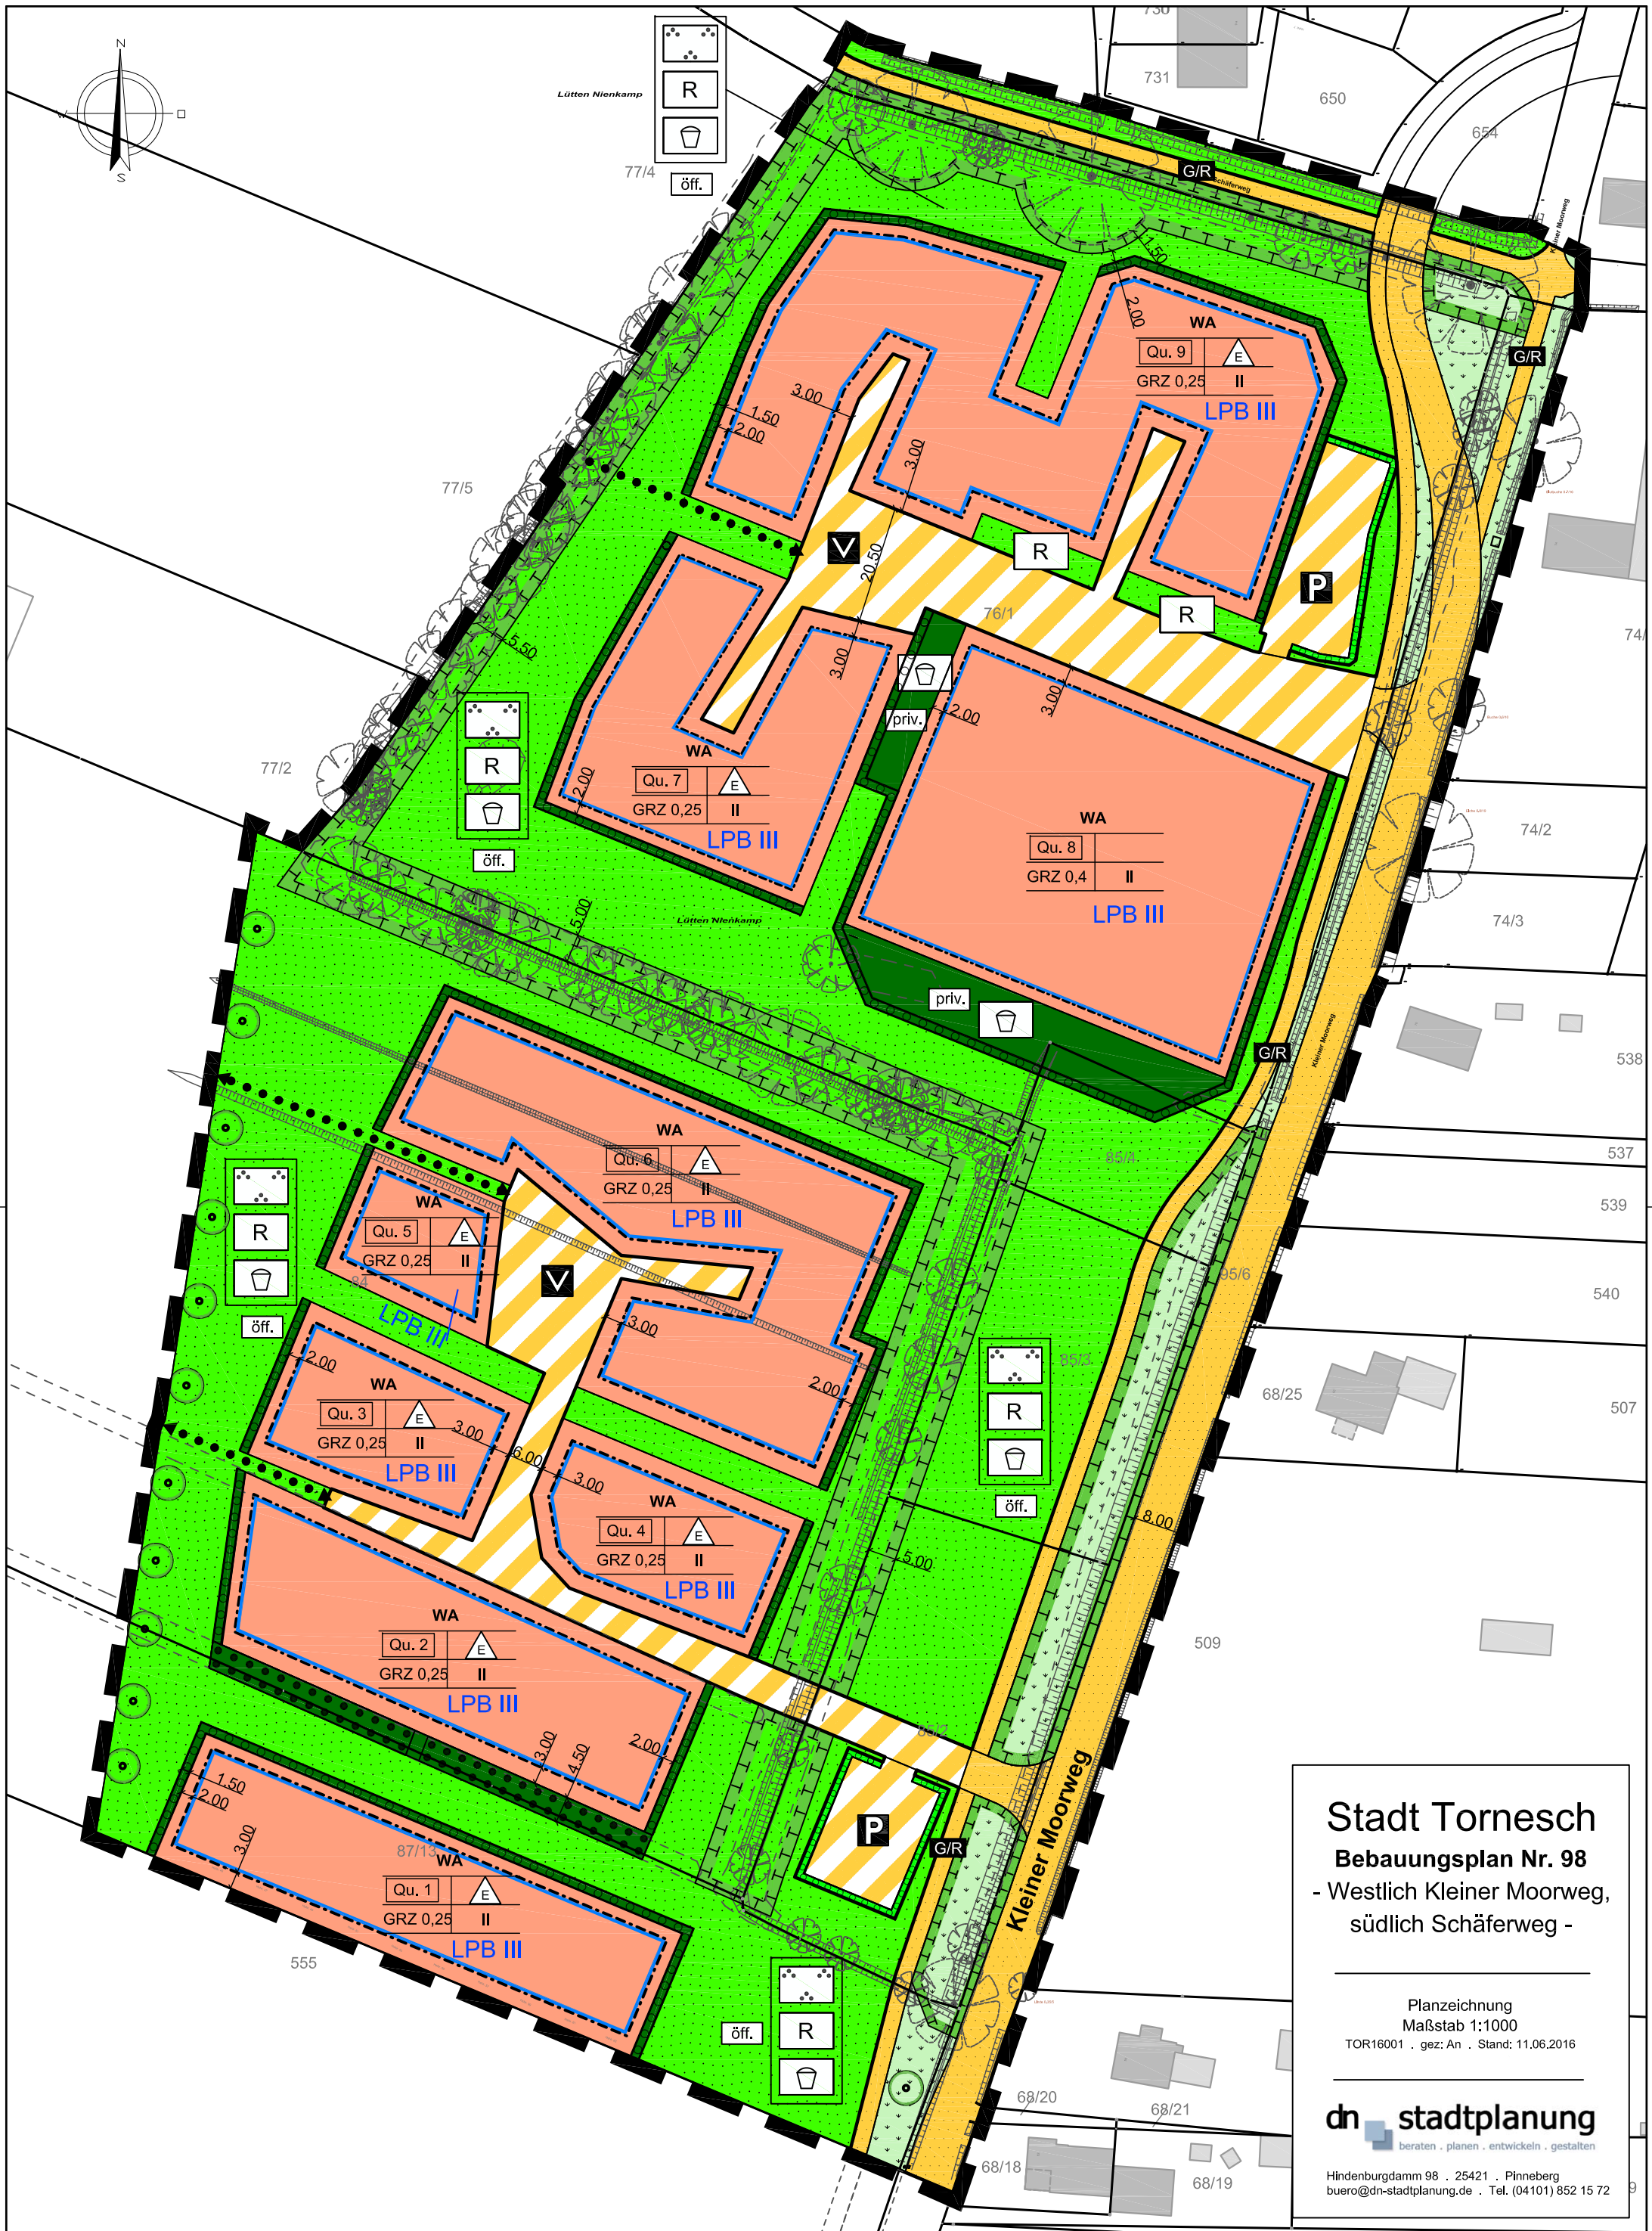 N
W
O
S
Lütten Nienkamp
R
öff.
77/4
730
731
650
654
G/R
Schäferweg
Kleiner Moorweg
G/R
1.50
2.00
WA
Qu. 9
E
GRZ 0,25
II
LPB III
3.00
1.50
2.00
3.00
77/5
V
20.50
R
R
P
76/1
74/
5.50
3.00
priv.
2.00
3.00
77/2
R
öff.
WA
Qu. 7
E
GRZ 0,25
II
LPB III
2.00
WA
Qu. 8
GRZ 0,4
II
LPB III
74/2
74/3
Lütten Nienkamp
5.00
priv.
G/R
Kleiner Moorweg
538
537
539
540
85/4
95/6
WA
Qu. 6
E
GRZ 0,25
II
LPB III
R
öff.
WA
Qu. 5
E
GRZ 0,25
II
84
LPB III
V
3.00
2.00
85/3
R
öff.
68/25
507
2.00
WA
Qu. 3
E
GRZ 0,25
II
LPB III
3.00
6.00
3.00
WA
Qu. 4
E
GRZ 0,25
II
LPB III
8.00
5.00
509
WA
Qu. 2
E
GRZ 0,25
II
LPB III
2.00
3.00
4.50
85/2
P
G/R
Kleiner Moorweg
1.50
2.00
3.00
87/13
WA
Qu. 1
E
GRZ 0,25
II
LPB III
555
öff.
R
68/20
68/21
68/18
68/19
9
Stadt Tornesch
Bebauungsplan Nr. 98
- Westlich Kleiner Moorweg,
südlich Schäferweg -
Planzeichnung
Maßstab 1:1000
TOR16001 . gez: An . Stand: 11.06.2016
dn stadtplanung
beraten . planen . entwickeln . gestalten
Hindenburgdamm 98 . 25421 . Pinneberg
buero@dn-stadtplanung.de . Tel. (04101) 852 15 72